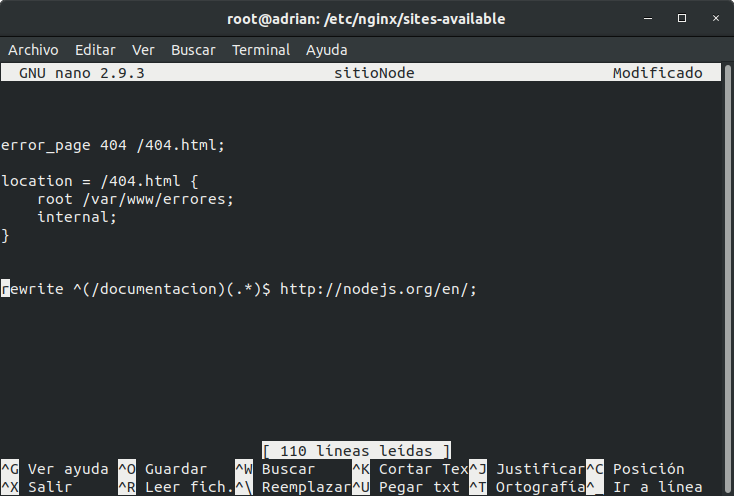 root@adrian: /etc/nginx/sites-available
Archivo Editar Ver Buscar Terminal Ayuda
GNU nano 2.9.3 sitioNode Modificado
error_page 404 /404.html;
location = /404.html {
root /var/www/errores;
internal;
}
rewrite ^(/documentacion)(.*)$ http://nodejs.org/en/;
[ 110 líneas leídas ]
^G Ver ayuda ^O Guardar ^W Buscar ^K Cortar Tex^J Justificar^C Posición
^X Salir ^R Leer fich.^\ Reemplazar^U Pegar txt ^T Ortografía^_ Ir a línea